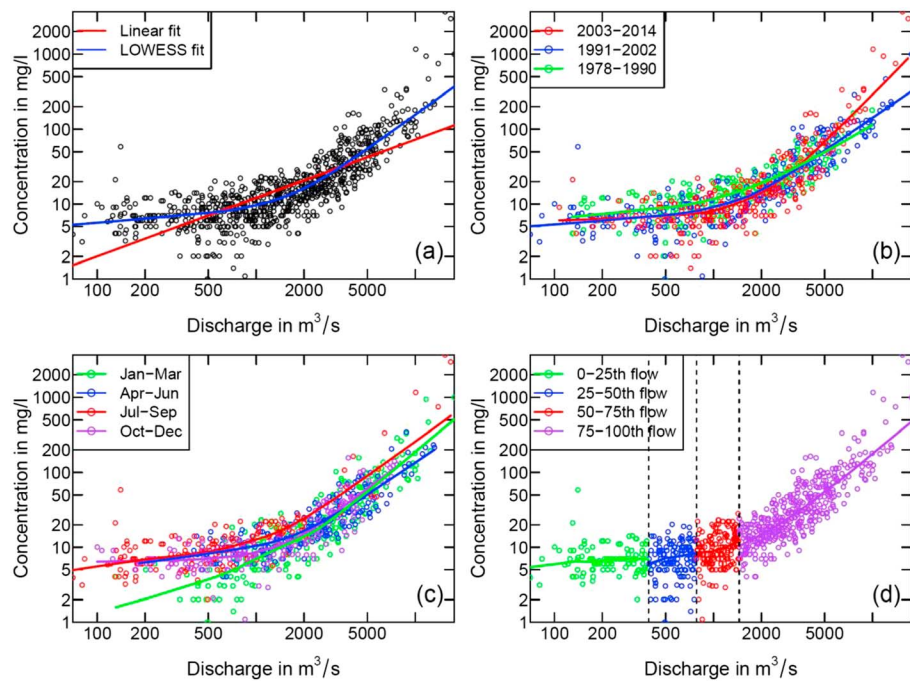 Linear fit
LOWESS fit
Concentration in mg/l
2000
1000
500
200
100
50
20
10
5
2
1
(a)
100 200 500 2000 5000
Discharge in m³/s
2003−2014
1991−2002
1978−1990
Concentration in mg/l
2000
1000
500
200
100
50
20
10
5
2
1
(b)
100 200 500 2000 5000
Discharge in m³/s
Jan−Mar
Apr−Jun
Jul−Sep
Oct−Dec
Concentration in mg/l
2000
1000
500
200
100
50
20
10
5
2
1
(c)
100 200 500 2000 5000
Discharge in m³/s
0−25th flow
25−50th flow
50−75th flow
75−100th flow
Concentration in mg/l
2000
1000
500
200
100
50
20
10
5
2
1
(d)
100 200 500 2000 5000
Discharge in m³/s